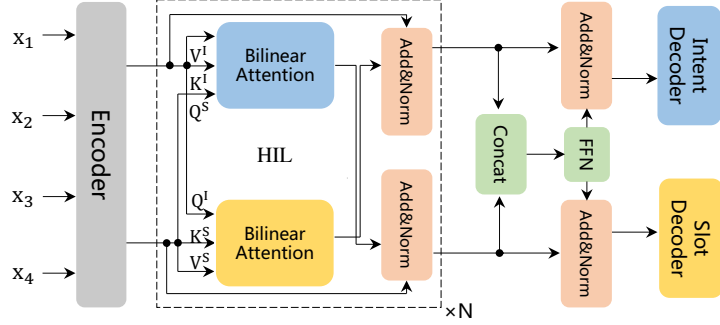 x1
x2
x3
x4
Encoder
V^I
K^I
Q^S
Bilinear
Attention
HIL
Q^I
K^S
V^S
Bilinear
Attention
Add&Norm
Add&Norm
×N
Concat
FFN
Add&Norm
Add&Norm
Intent
Decoder
Slot
Decoder